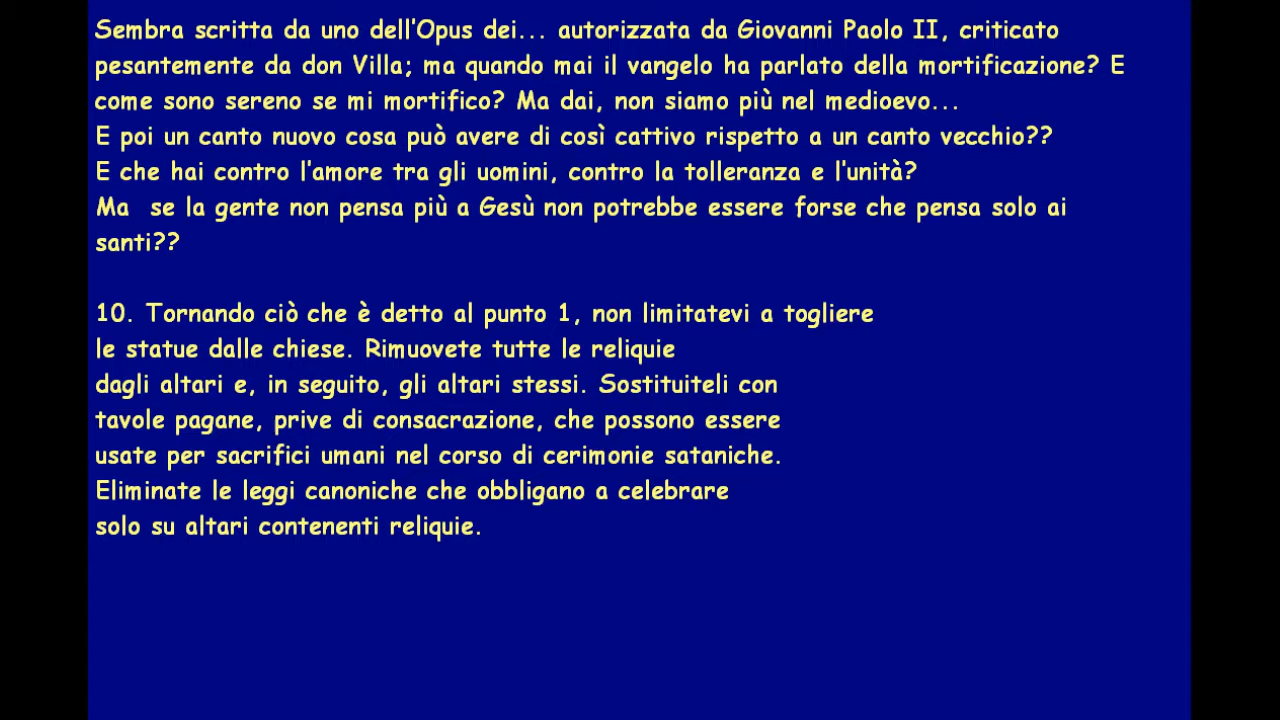 Sembra scritta da uno dell'Opus dei... autorizzata da Giovanni Paolo II, criticato
pesantemente da don Villa; ma quando mai il vangelo ha parlato della mortificazione? E
come sono sereno se mi mortifico? Ma dai, non siamo più nel medioevo...
E poi un canto nuovo cosa può avere di così cattivo rispetto a un canto vecchio??
E che hai contro l'amore tra gli uomini, contro la tolleranza e l'unità?
Ma  se la gente non pensa più a Gesù non potrebbe essere forse che pensa solo ai
santi??

10. Tornando ciò che è detto al punto 1, non limitatevi a togliere
le statue dalle chiese. Rimuovete tutte le reliquie
dagli altari e, in seguito, gli altari stessi. Sostituiteli con
tavole pagane, prive di consacrazione, che possono essere
usate per sacrifici umani nel corso di cerimonie sataniche.
Eliminate le leggi canoniche che obbligano a celebrare
solo su altari contenenti reliquie.